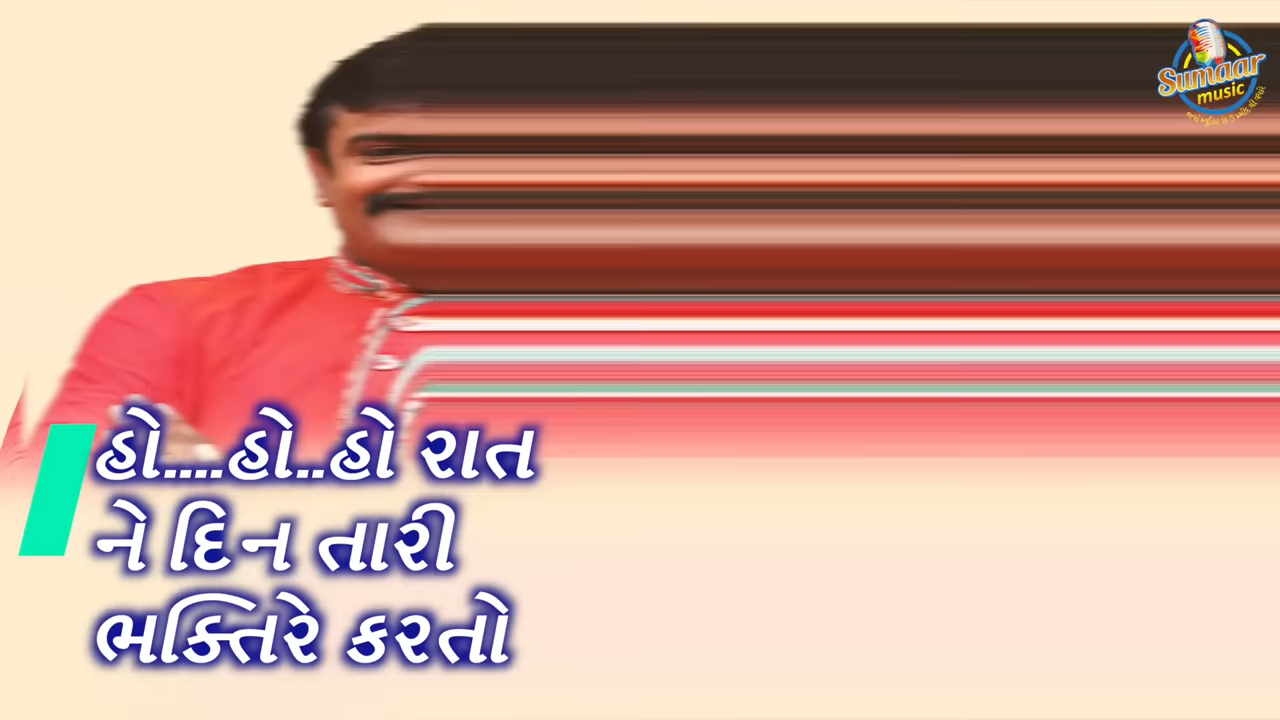 Sumaar
music
હો....હો..હો રાત
ને દિન તારી
ભક્તિરે કરતો